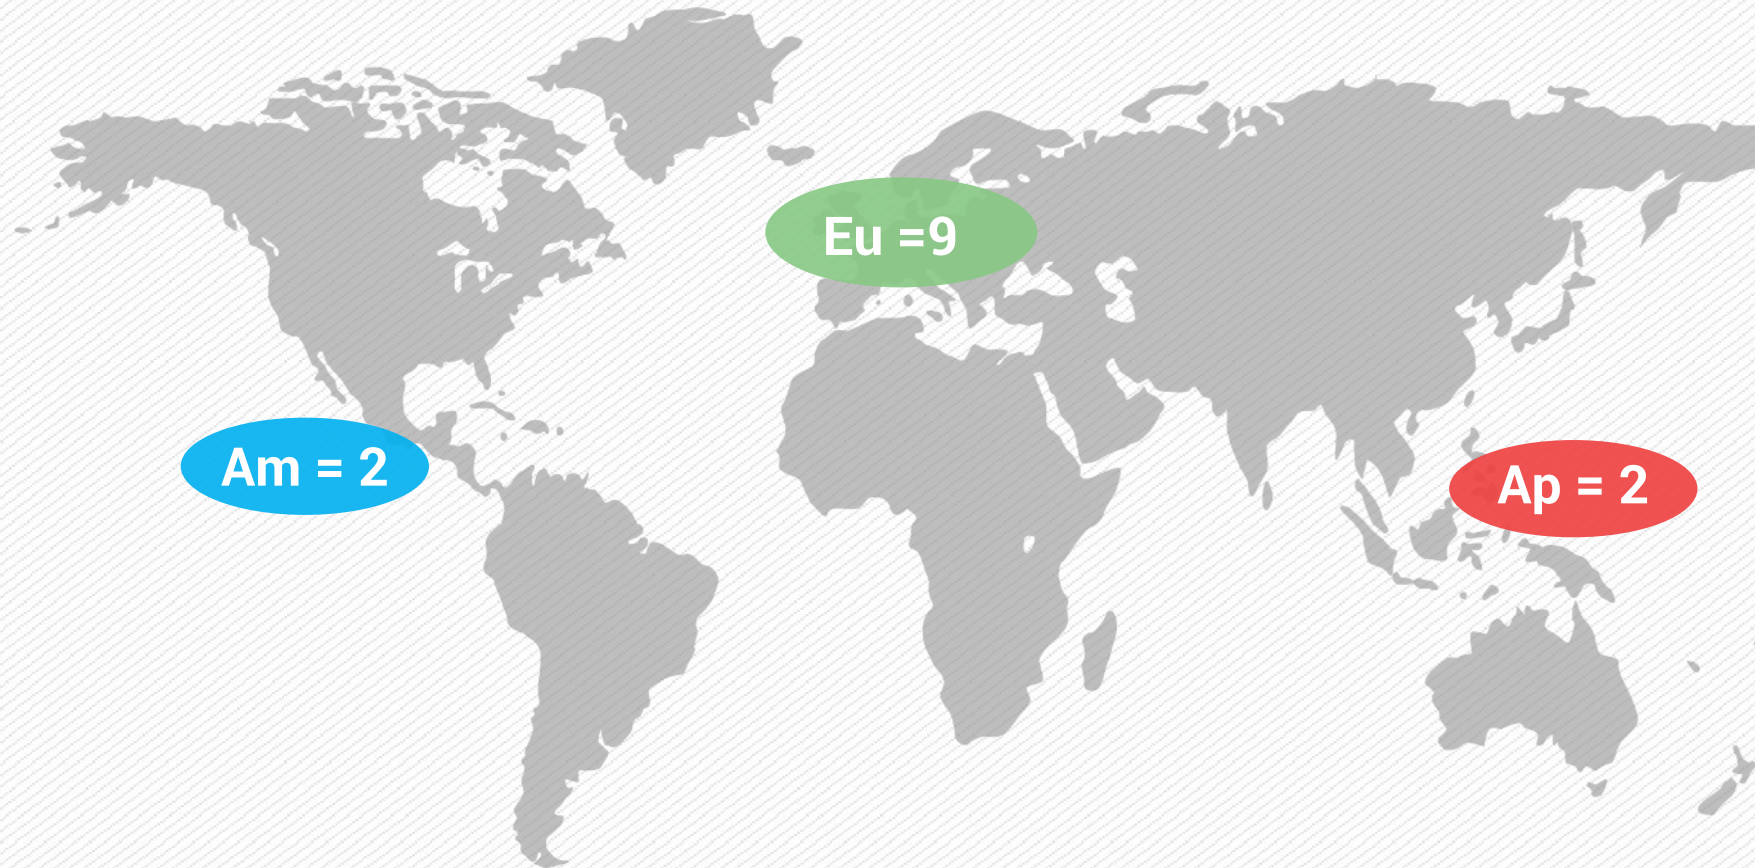 Eu =9
Am = 2
Ap = 2